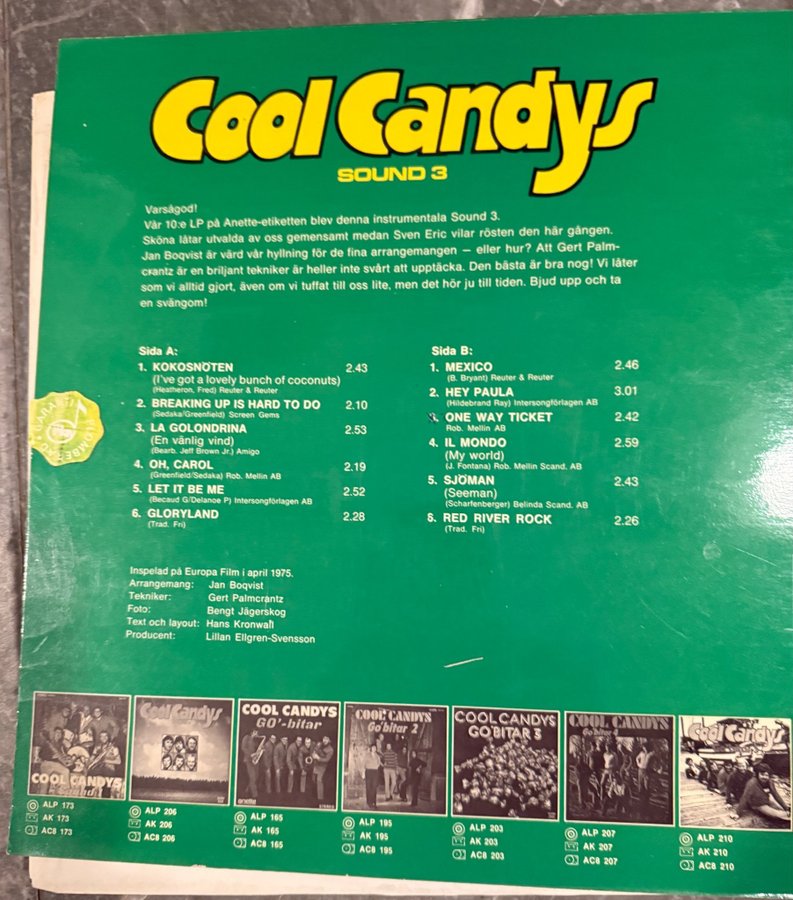 Cool Candys
SOUND 3
Varsågod!
Vår 10:e LP på Anette-etiketten blev denna instrumentala Sound 3.
Sköna låtar utvalda av oss gemensamt medan Sven Eric vilar rösten den här gången.
Jan Boqvist är värd vår hyllning för de fina arrangemangen — eller hur? Att Gert Palm-
crantz är en briljant tekniker är heller inte svårt att upptäcka. Den bästa är bra nog! Vi låter
som vi alltid gjort, även om vi tuffat till oss lite, men det hör ju till tiden. Bjud upp och ta
en svängom!
Sida A:
1. KOKOSNÖTEN 2.43
(I've got a lovely bunch of coconuts)
(Heatheron, Fred) Reuter & Reuter
2. BREAKING UP IS HARD TO DO 2.10
(Sedaka/Greenfield) Screen Gems
3. LA GOLONDRINA 2.53
(En vänlig vind)
(Bearb. Jeff Brown Jr.) Amigo
4. OH, CAROL 2.19
(Greenfield/Sedaka) Rob. Mellin AB
5. LET IT BE ME 2.52
(Becaud G/Delanoe P) Intersongförlagen AB
6. GLORYLAND 2.28
(Trad. Fri)
Sida B:
1. MEXICO 2.46
(B. Bryant) Reuter & Reuter
2. HEY PAULA 3.01
(Hildebrand Ray) Intersongförlagen AB
3. ONE WAY TICKET 2.42
Rob. Mellin AB
4. IL MONDO 2.59
(My world)
(J. Fontana) Rob. Mellin Scand. AB
5. SJÖMAN 2.43
(Seeman)
(Scharfenberger) Belinda Scand. AB
6. RED RIVER ROCK 2.26
(Trad. Fri)
Inspelad på Europa Film i april 1975.
Arrangemang: Jan Boqvist
Tekniker: Gert Palmcrantz
Foto: Bengt Jägerskog
Text och layout: Hans Kronwall
Producent: Lillan Ellgren-Svensson
COOL CANDYS
ALP 173
AK 173
AC8 173
Cool Candys
ALP 206
AK 206
AC8 206
COOL CANDYS
GO'-bitar
ALP 165
AK 165
AC8 165
COOL CANDYS
Go'bitar 2
ALP 195
AK 195
AC8 195
COOL CANDYS
GO'BITAR 3
ALP 203
AK 203
AC8 203
COOL CANDYS
Go'bitar 4
ALP 207
AK 207
AC8 207
Cool Candys
ALP 210
AK 210
AC8 210